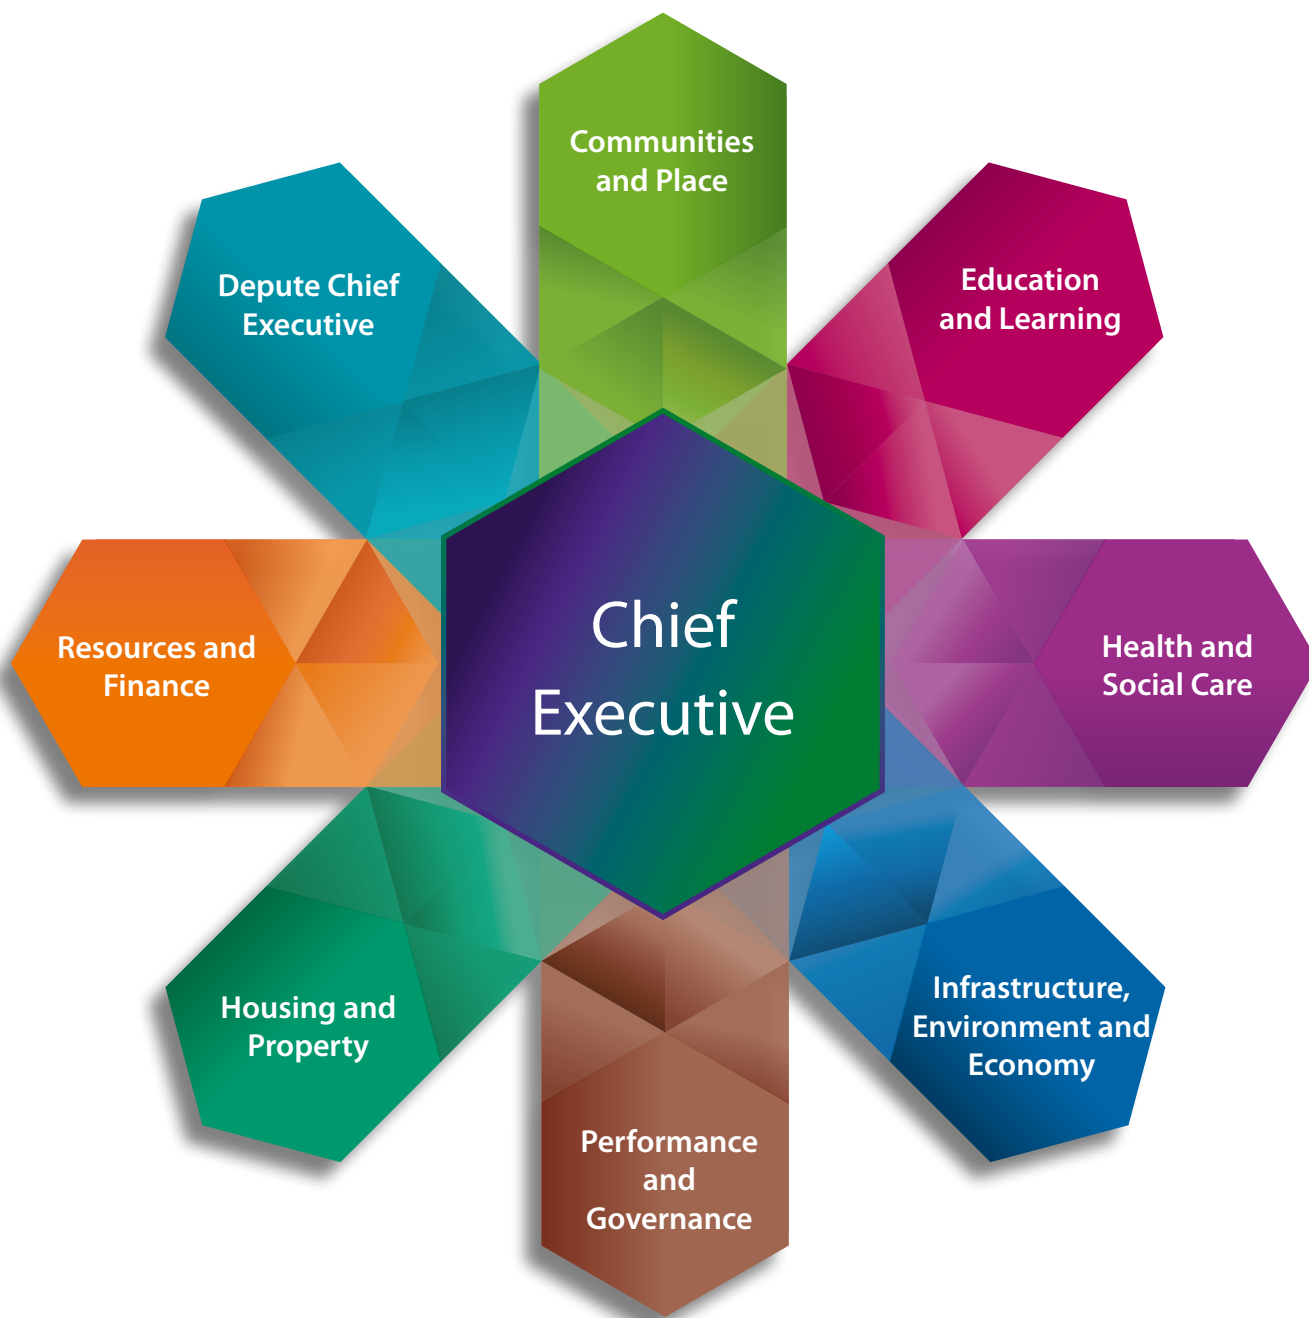 Communities
and Place
Education
and Learning
Health and
Social Care
Infrastructure,
Environment and
Economy
Performance
and
Governance
Housing and
Property
Resources and
Finance
Depute Chief
Executive
Chief
Executive